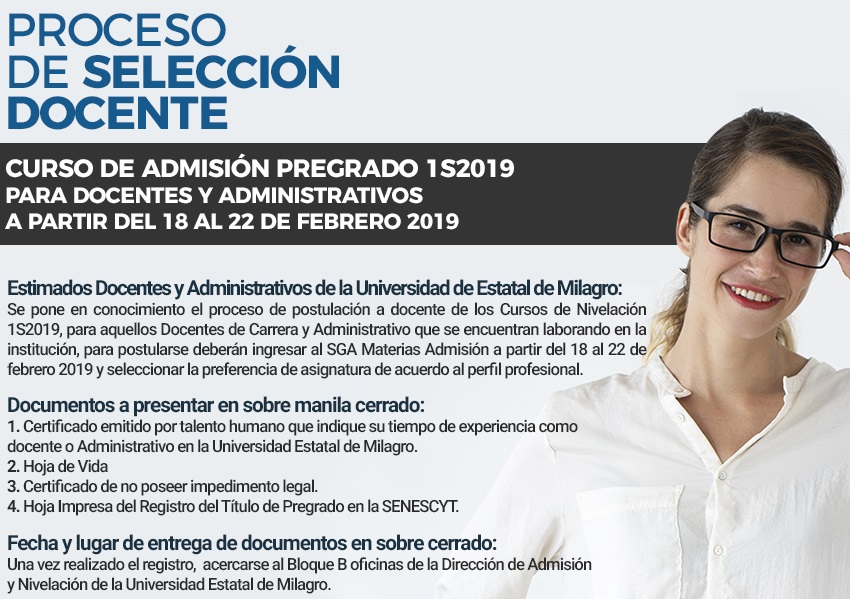 PROCESO
DE SELECCIÓN
DOCENTE
CURSO DE ADMISIÓN PREGRADO 1S2019
PARA DOCENTES Y ADMINISTRATIVOS
A PARTIR DEL 18 AL 22 DE FEBRERO 2019
Estimados Docentes y Administrativos de la Universidad de Estatal de Milagro:
Se pone en conocimiento el proceso de postulación a docente de los Cursos de Nivelación
1S2019, para aquellos Docentes de Carrera y Administrativo que se encuentran laborando en la
institución, para postularse deberán ingresar al SGA Materias Admisión a partir del 18 al 22 de
febrero 2019 y seleccionar la preferencia de asignatura de acuerdo al perfil profesional.
Documentos a presentar en sobre manila cerrado:
1. Certificado emitido por talento humano que indique su tiempo de experiencia como
docente o Administrativo en la Universidad Estatal de Milagro.
2. Hoja de Vida
3. Certificado de no poseer impedimento legal.
4. Hoja Impresa del Registro del Título de Pregrado en la SENESCYT.
Fecha y lugar de entrega de documentos en sobre cerrado:
Una vez realizado el registro, acercarse al Bloque B oficinas de la Dirección de Admisión
y Nivelación de la Universidad Estatal de Milagro.